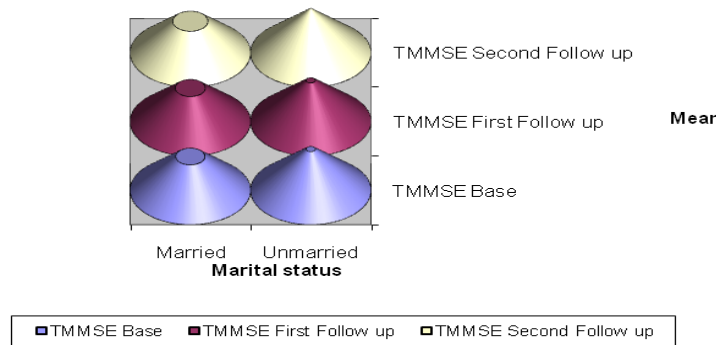 TMMSE Second Follow up
TMMSE First Follow up
Mean
TMMSE Base
Married Unmarried
Marital status
TMMSE Base TMMSE First Follow up TMMSE Second Follow up